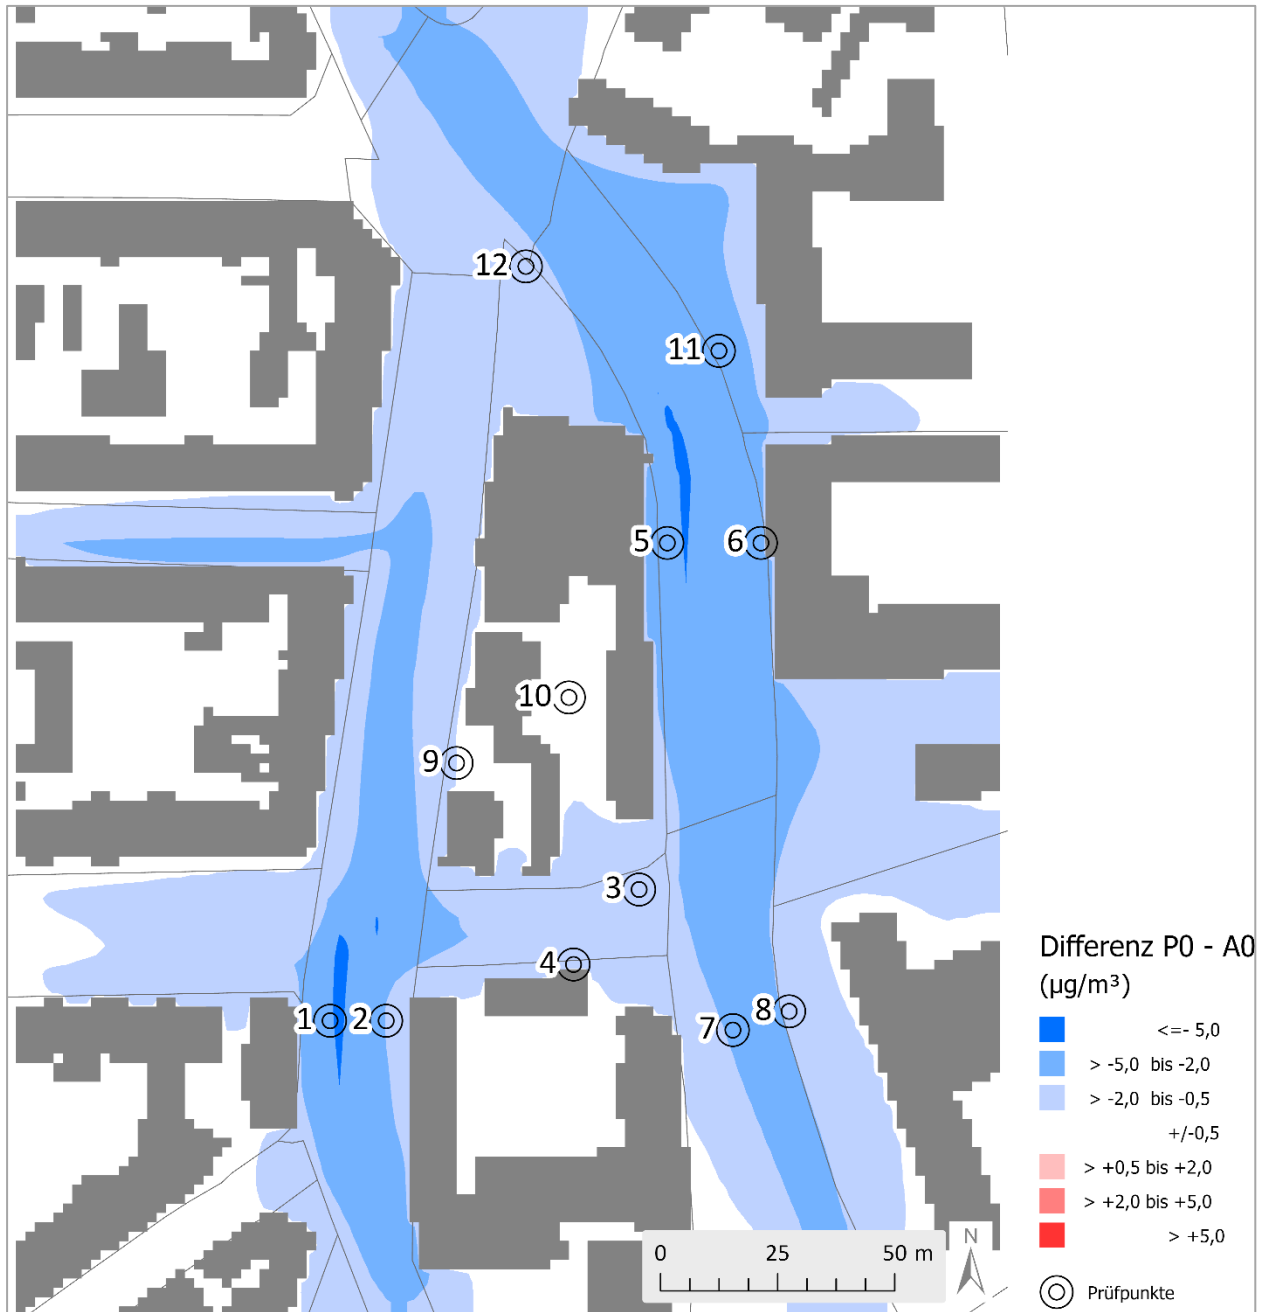 12
11
5
6
10
9
3
4
1
2
7
8
Differenz P0 - A0
(µg/m³)
<=- 5,0
> -5,0 bis -2,0
> -2,0 bis -0,5
+/-0,5
> +0,5 bis +2,0
> +2,0 bis +5,0
> +5,0
Prüfpunkte
0 25 50 m
N